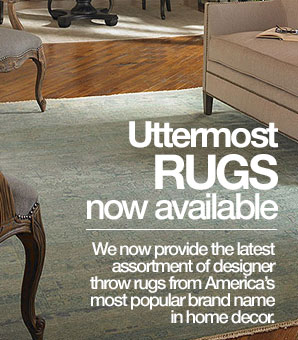 Uttermost
RUGS
now available
We now provide the latest
assortment of designer
throw rugs from America's
most popular brand name
in home decor.